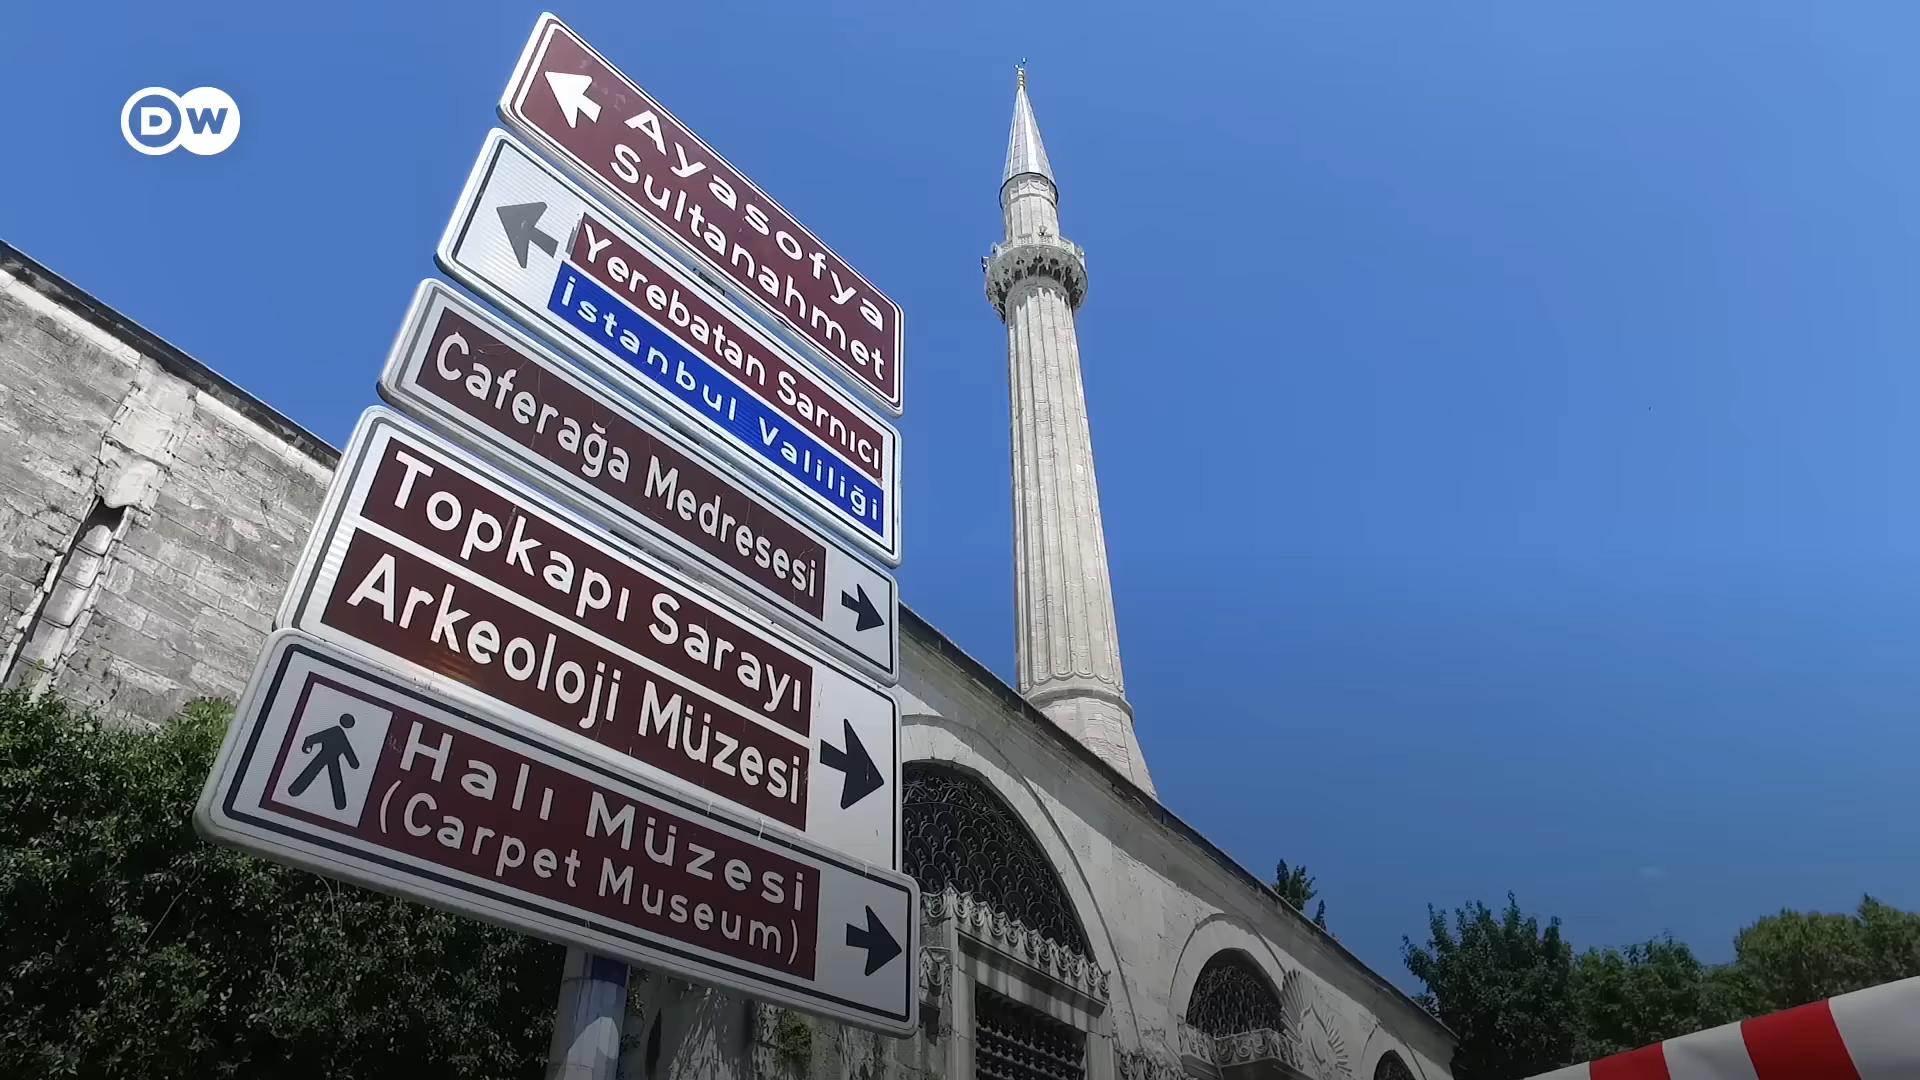 DW
Ayasofya
Sultanahmet
Yerebatan Sarnıcı
İstanbul Valiliği
Caferağa Medresesi
Topkapı Sarayı
Arkeoloji Müzesi
Halı Müzesi
(Carpet Museum)